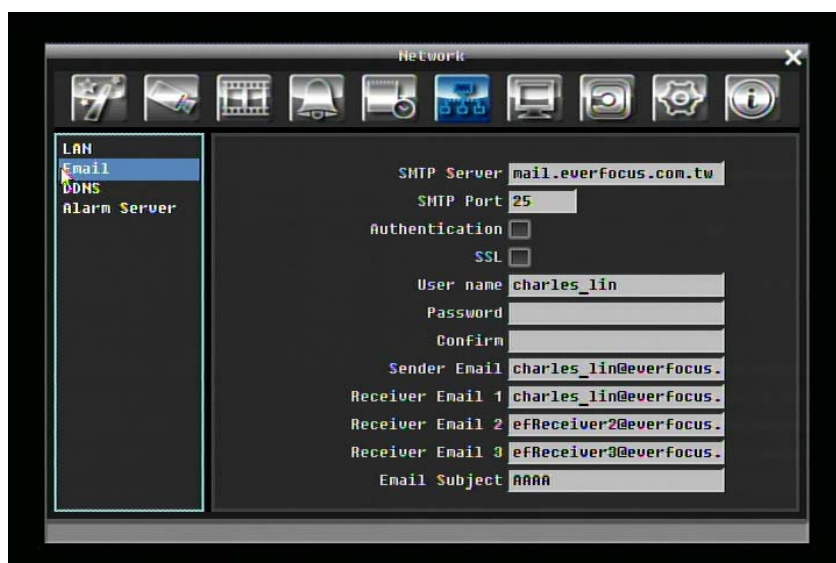 Network
LAN
Email
DDNS
Alarm Server
SMTP Server mail.everfocus.com.tw
SMTP Port 25
Authentication
SSL
User name charles_lin
Password
Confirm
Sender Email charles_lin@everfocus.
Receiver Email 1 charles_lin@everfocus.
Receiver Email 2 efReceiver2@everfocus.
Receiver Email 3 efReceiver3@everfocus.
Email Subject AAAA